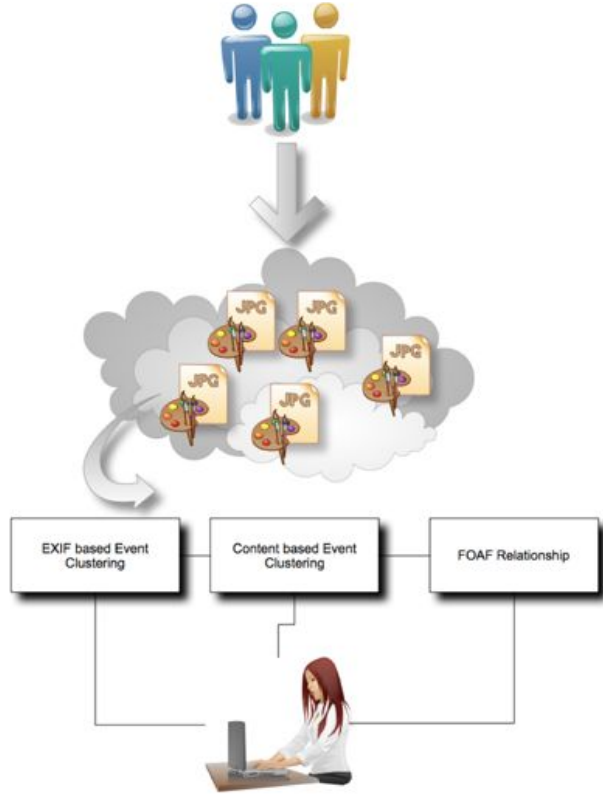 JPG
JPG
JPG
JPG
JPG
EXIF based Event
Clustering
Content based Event
Clustering
FOAF Relationship